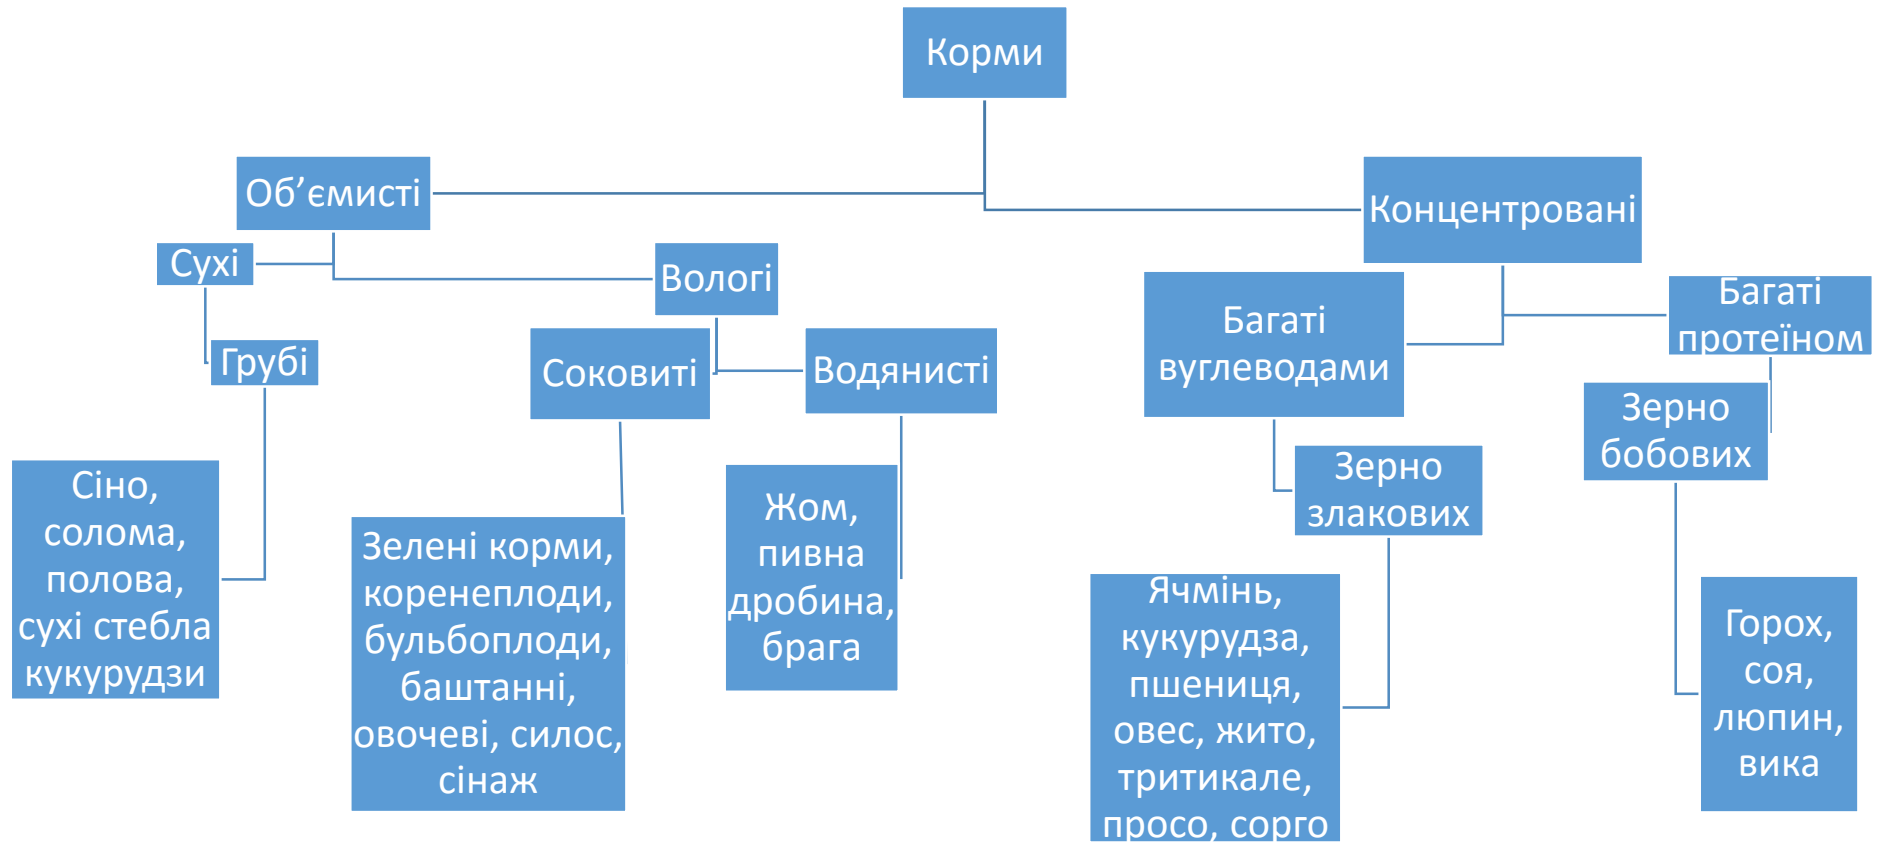 Корми
Об’ємисті
Концентровані
Сухі
Вологі
Багаті
вуглеводами
Багаті
протеїном
Грубі
Соковиті
Водянисті
Зерно
злакових
Зерно
бобових
Сіно,
солома,
полова,
сухі стебла
кукурудзи
Зелені корми,
коренеплоди,
бульбоплоди,
баштанні,
овочеві, силос,
сінаж
Жом,
пивна
дробина,
брага
Ячмінь,
кукурудза,
пшениця,
овес, жито,
тритикале,
просо, сорго
Горох,
соя,
люпин,
вика